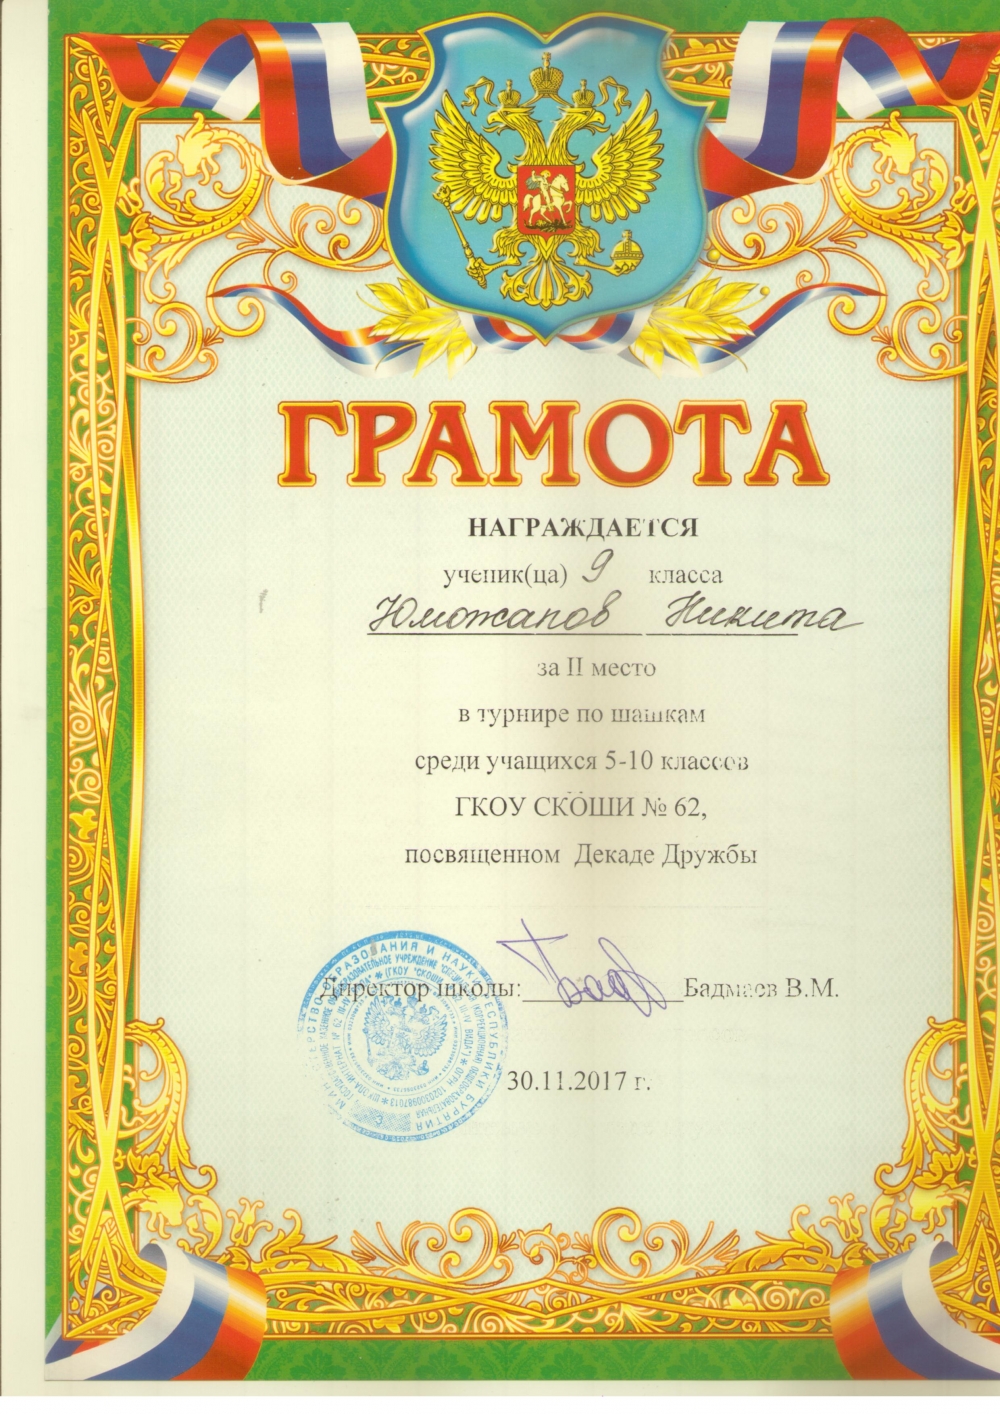 ГРАМОТА
НАГРАЖДАЕТСЯ
ученик(ца) 9 класса
Юможапов Никита
за II место
в турнире по шашкам
среди учащихся 5-10 классов
ГКОУ СКОШИ № 62,
посвященном Декаде Дружбы
Директор школы: Бадмаев В.М.
30.11.2017 г.